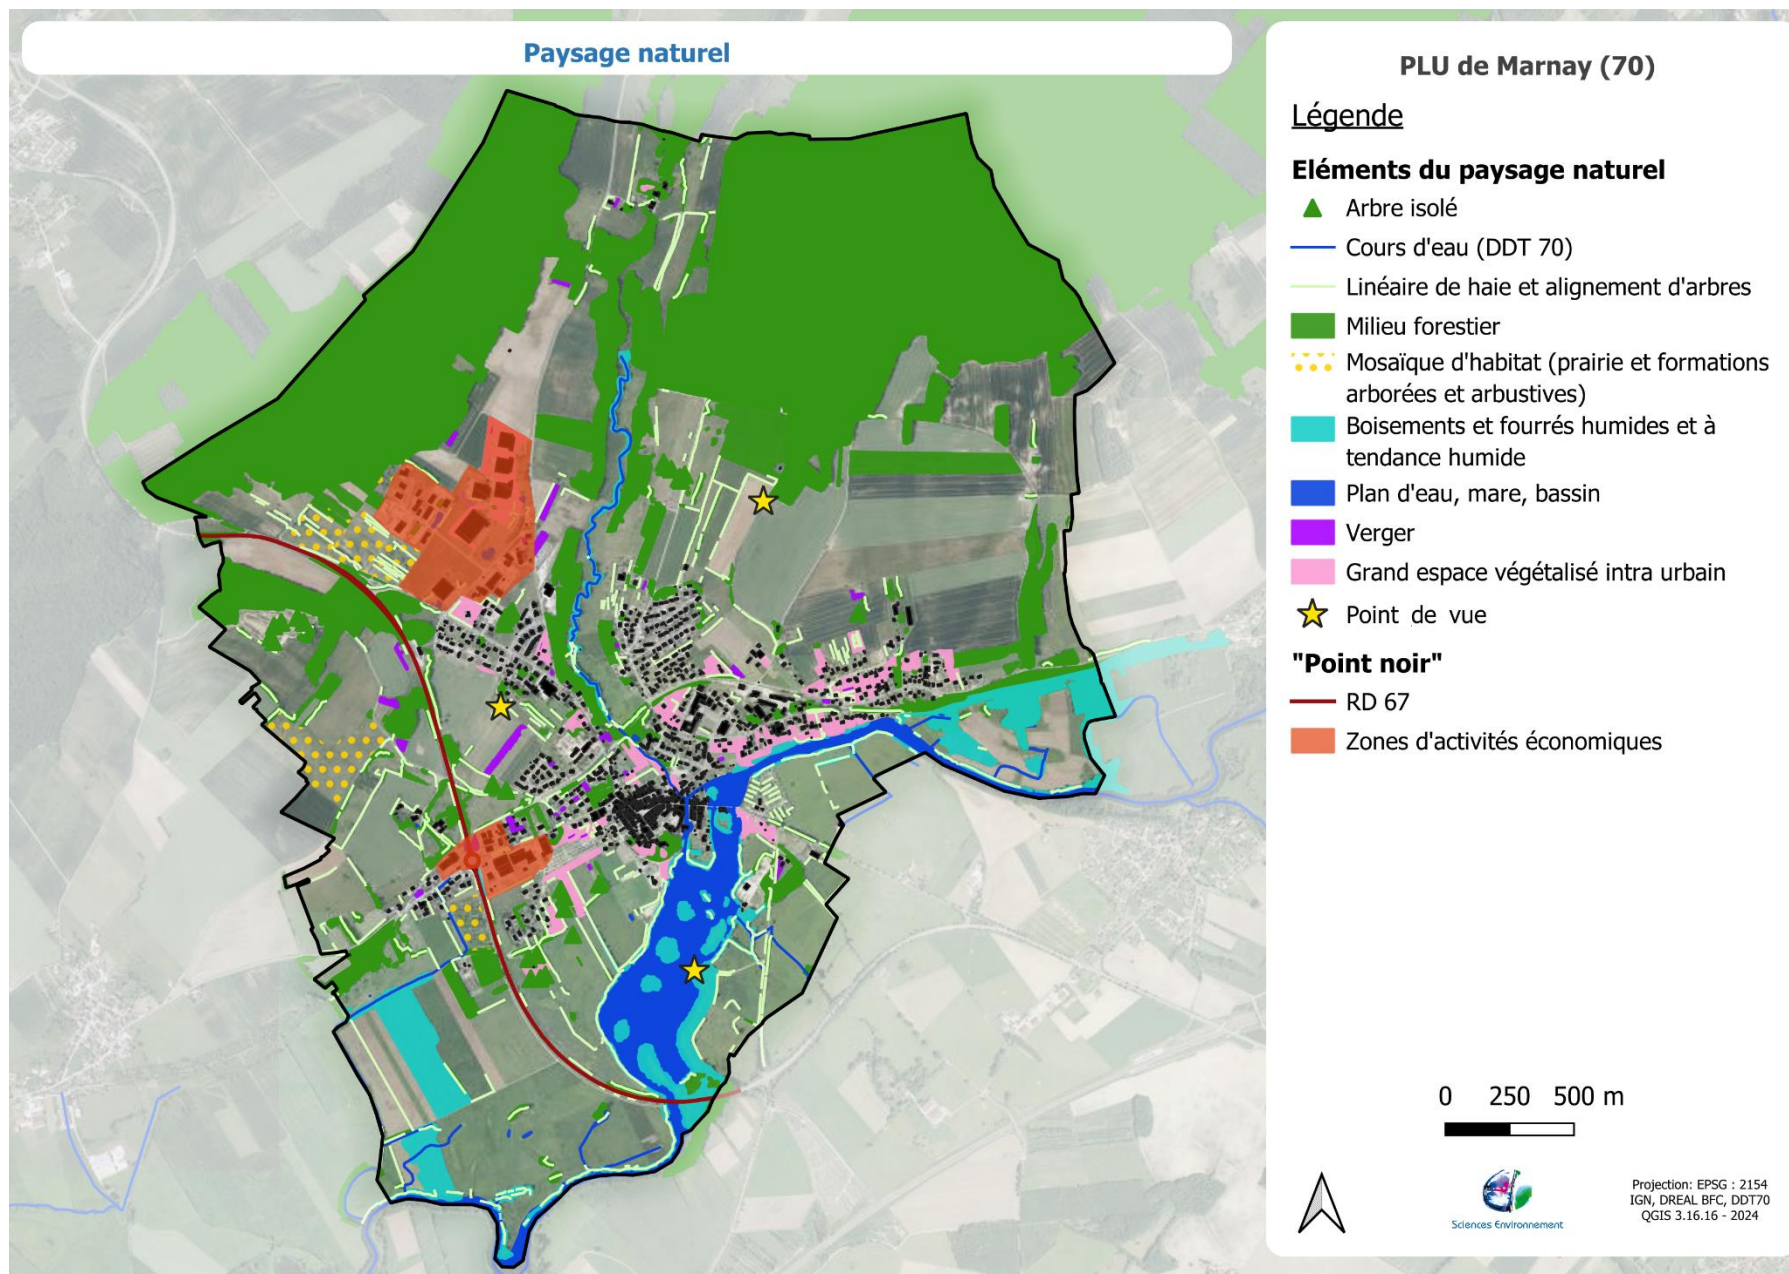 Paysage naturel
PLU de Marnay (70)
Légende
Eléments du paysage naturel
Arbre isolé
Cours d'eau (DDT 70)
Linéaire de haie et alignement d'arbres
Milieu forestier
Mosaïque d'habitat (prairie et formations
arborées et arbustives)
Boisements et fourrés humides et à
tendance humide
Plan d'eau, mare, bassin
Verger
Grand espace végétalisé intra urbain
Point de vue
"Point noir"
RD 67
Zones d'activités économiques
0 250 500 m
Sciences Environnement
Projection: EPSG : 2154
IGN, DREAL BFC, DDT70
QGIS 3.16.16 - 2024